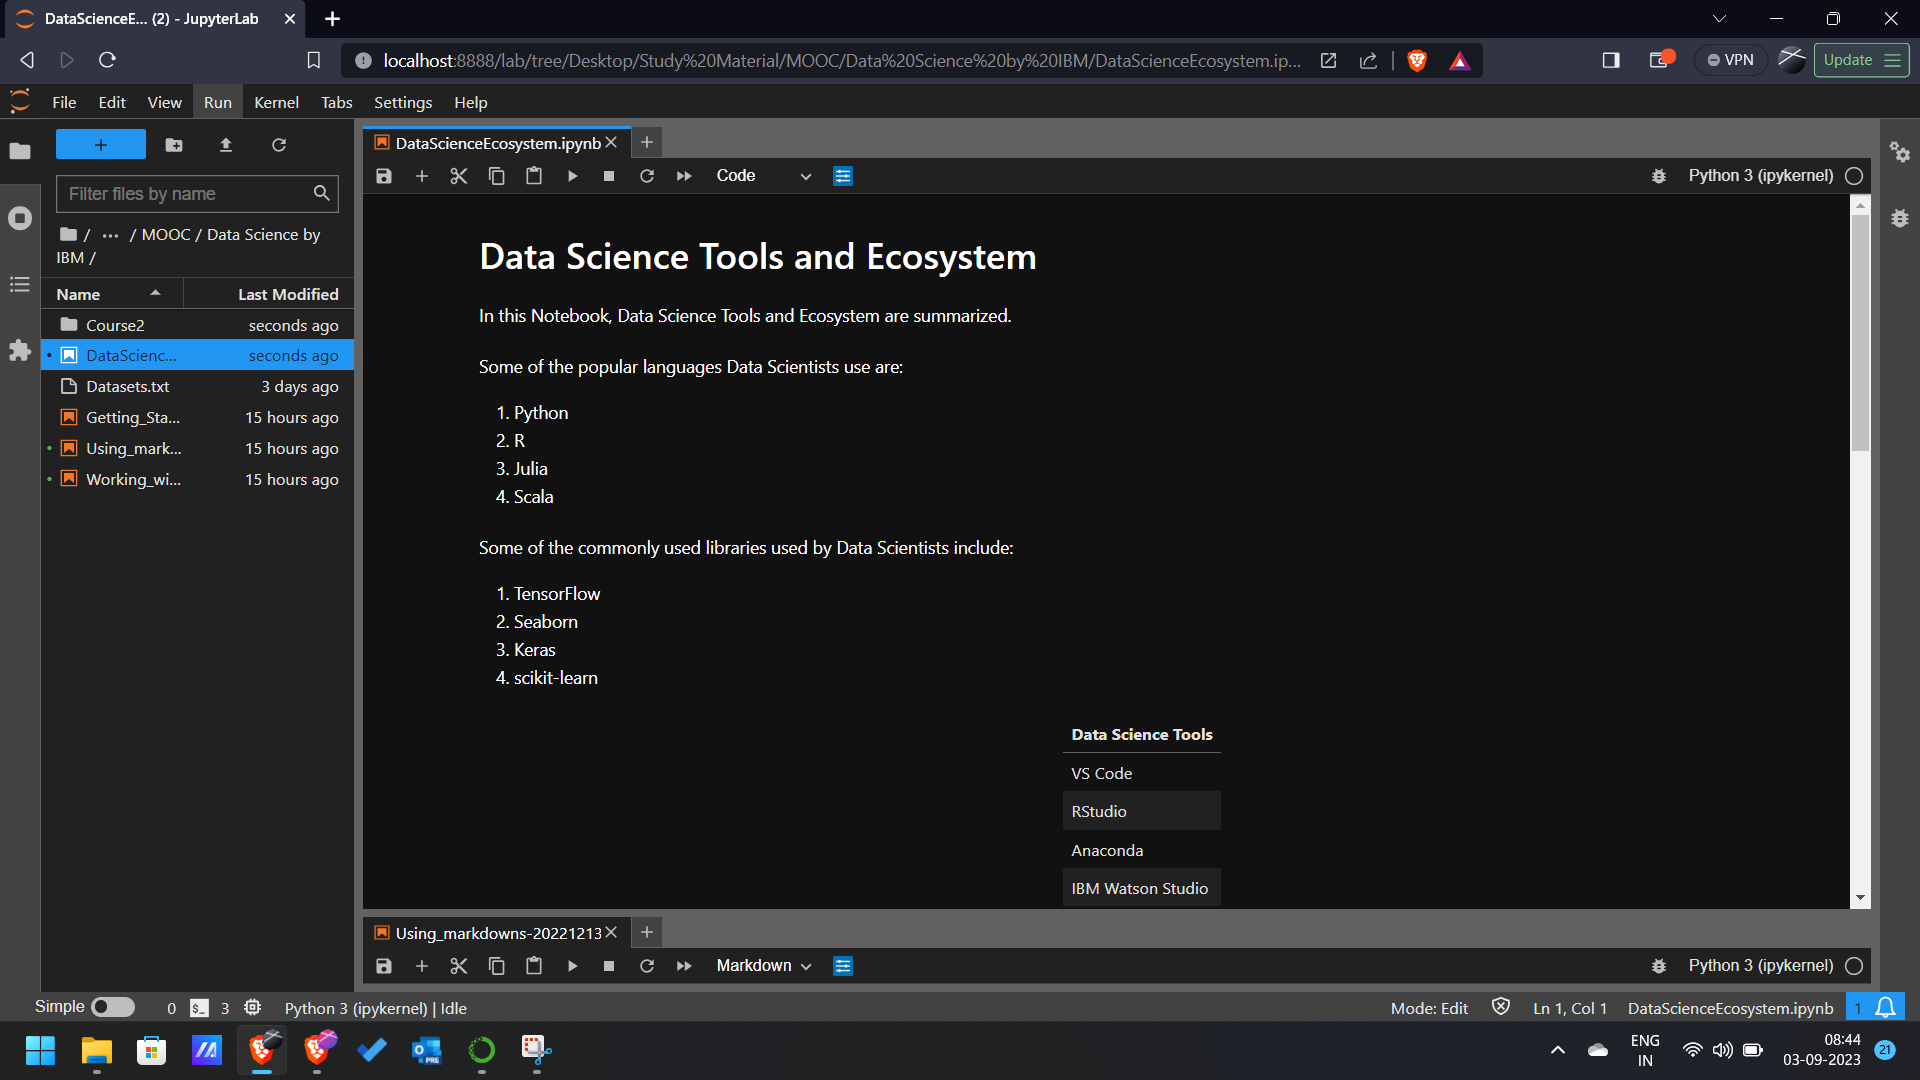 DataScienceE... (2) - JupyterLab
localhost:8888/lab/tree/Desktop/Study%20Material/MOOC/Data%20Science%20by%20IBM/DataScienceEcosystem.ip...
VPN
Update
File Edit View Run Kernel Tabs Settings Help
Filter files by name
/ ... / MOOC / Data Science by
IBM /
Name Last Modified
Course2 seconds ago
DataScienc... seconds ago
Datasets.txt 3 days ago
Getting_Sta... 15 hours ago
Using_mark... 15 hours ago
Working_wi... 15 hours ago
DataScienceEcosystem.ipynb
Code
Python 3 (ipykernel)
Data Science Tools and Ecosystem
In this Notebook, Data Science Tools and Ecosystem are summarized.
Some of the popular languages Data Scientists use are:
1. Python
2. R
3. Julia
4. Scala
Some of the commonly used libraries used by Data Scientists include:
1. TensorFlow
2. Seaborn
3. Keras
4. scikit-learn
Data Science Tools
VS Code
RStudio
Anaconda
IBM Watson Studio
Using_markdowns-20221213
Markdown
Python 3 (ipykernel)
Simple 0 $_ 3 Python 3 (ipykernel) | Idle
Mode: Edit Ln 1, Col 1 DataScienceEcosystem.ipynb 1
PRE
ENG
IN
08:44
03-09-2023
21